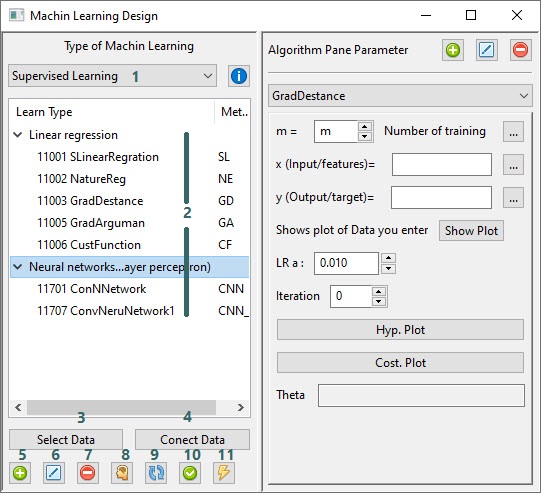 Machin Learning Design
Type of Machin Learning
Supervised Learning 1
Learn Type Met..
Linear regression
11001 SLinearRegration SL
11002 NatureReg NE
11003 GradDestance GD
2
11005 GradArguman GA
11006 CustFunction CF
Neural networks...ayer perceptron)
11701 ConNNetwork CNN
11707 ConvNeruNetwork1 CNN_
3 4
Select Data Conect Data
5 6 7 8 9 10 11
Algorithm Pane Parameter
GradDestance
m = m Number of training ...
x (Input/features)= ...
y (Output/target)= ...
Shows plot of Data you enter Show Plot
LR a : 0.010
Iteration 0
Hyp. Plot
Cost. Plot
Theta